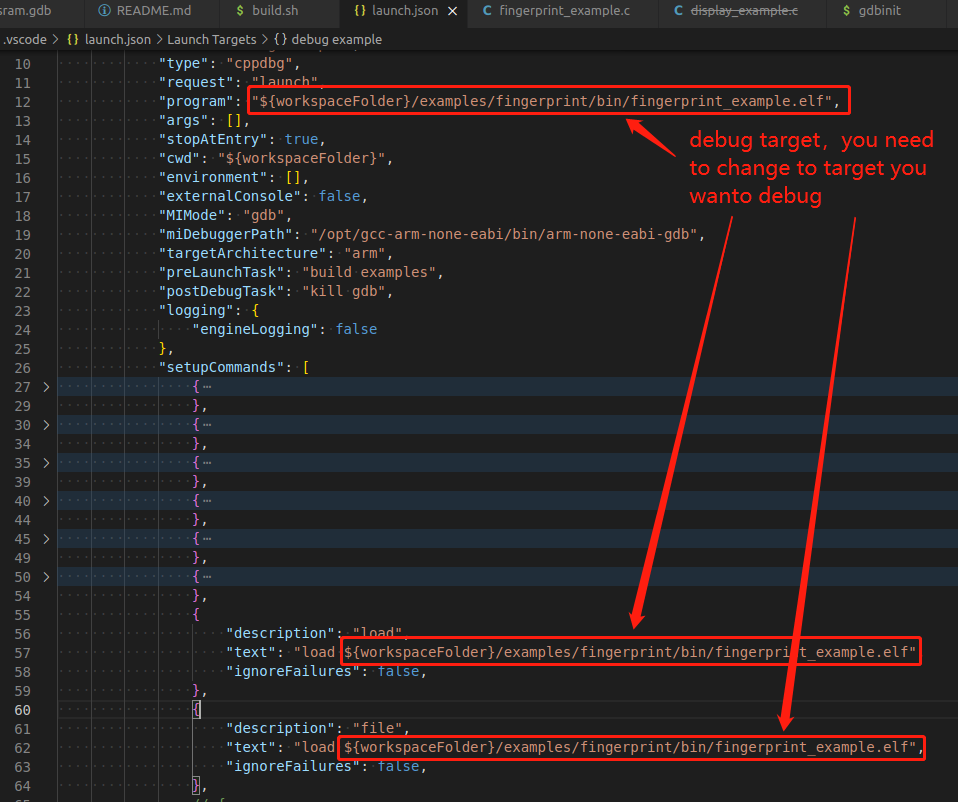 sram.gdb README.md $ build.sh {} launch.json × C fingerprint_example.c C display_example.c $ gdbinit
.vscode > {} launch.json > Launch Targets > {} debug example
10 "type": "cppdbg",
11 "request": "launch",
12 "program": "${workspaceFolder}/examples/fingerprint/bin/fingerprint_example.elf",
13 "args": [],
14 "stopAtEntry": true,
15 "cwd": "${workspaceFolder}",
16 "environment": [],
17 "externalConsole": false,
18 "MIMode": "gdb",
19 "miDebuggerPath": "/opt/gcc-arm-none-eabi/bin/arm-none-eabi-gdb",
20 "targetArchitecture": "arm",
21 "preLaunchTask": "build examples",
22 "postDebugTask": "kill gdb",
23 "logging": {
24 "engineLogging": false
25 },
26 "setupCommands": [
27 > {…
29 },
30 > {…
34 },
35 > {…
39 },
40 > {…
44 },
45 > {…
49 },
50 > {…
54 },
55 {
56 "description": "load",
57 "text": "load ${workspaceFolder}/examples/fingerprint/bin/fingerprint_example.elf"
58 "ignoreFailures": false,
59 },
60 {
61 "description": "file",
62 "text": "load ${workspaceFolder}/examples/fingerprint/bin/fingerprint_example.elf",
63 "ignoreFailures": false,
64 },
debug target，you need
to change to target you
wanto debug